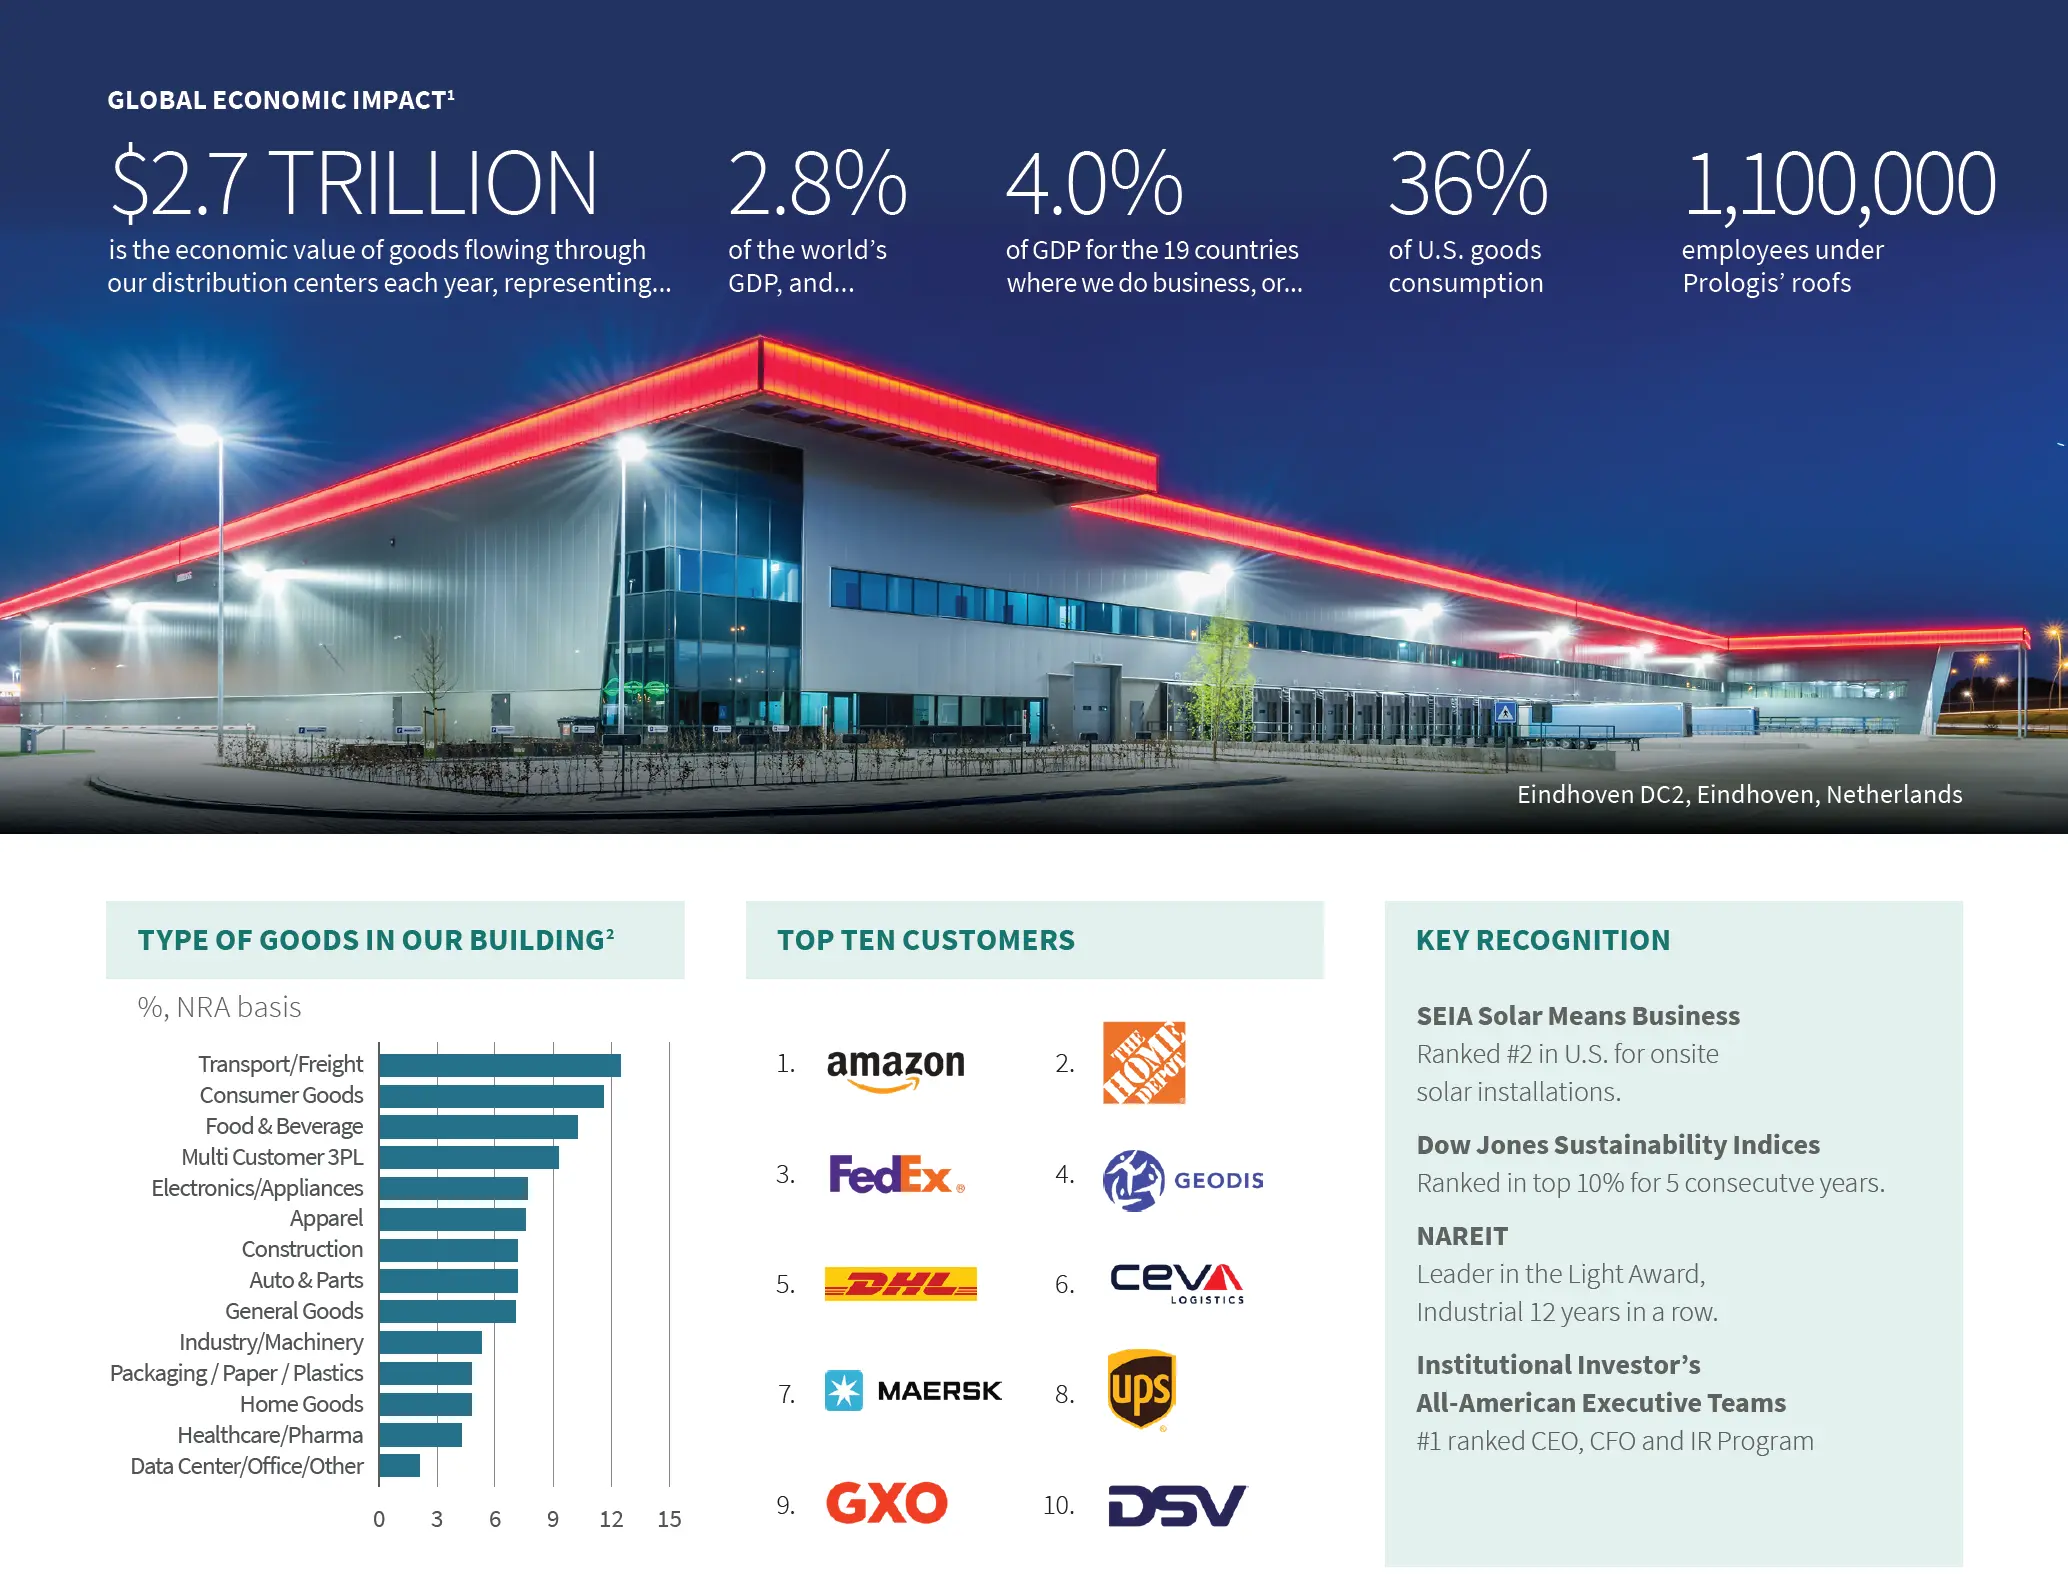 GLOBAL ECONOMIC IMPACT¹
$2.7 TRILLION
is the economic value of goods flowing through
our distribution centers each year, representing...
2.8%
of the world’s
GDP, and...
4.0%
of GDP for the 19 countries
where we do business, or...
36%
of U.S. goods
consumption
1,100,000
employees under
Prologis’ roofs
Eindhoven DC2, Eindhoven, Netherlands
TYPE OF GOODS IN OUR BUILDING²
%, NRA basis
Transport/Freight
Consumer Goods
Food & Beverage
Multi Customer 3PL
Electronics/Appliances
Apparel
Construction
Auto & Parts
General Goods
Industry/Machinery
Packaging / Paper / Plastics
Home Goods
Healthcare/Pharma
Data Center/Office/Other
0 3 6 9 12 15
TOP TEN CUSTOMERS
1. amazon
2. THE HOME DEPOT
3. FedEx®
4. GEODIS
5. DHL
6. CEVA LOGISTICS
7. MAERSK
8. ups
9. GXO
10. DSV
KEY RECOGNITION
SEIA Solar Means Business
Ranked #2 in U.S. for onsite
solar installations.
Dow Jones Sustainability Indices
Ranked in top 10% for 5 consecutve years.
NAREIT
Leader in the Light Award,
Industrial 12 years in a row.
Institutional Investor’s
All-American Executive Teams
#1 ranked CEO, CFO and IR Program